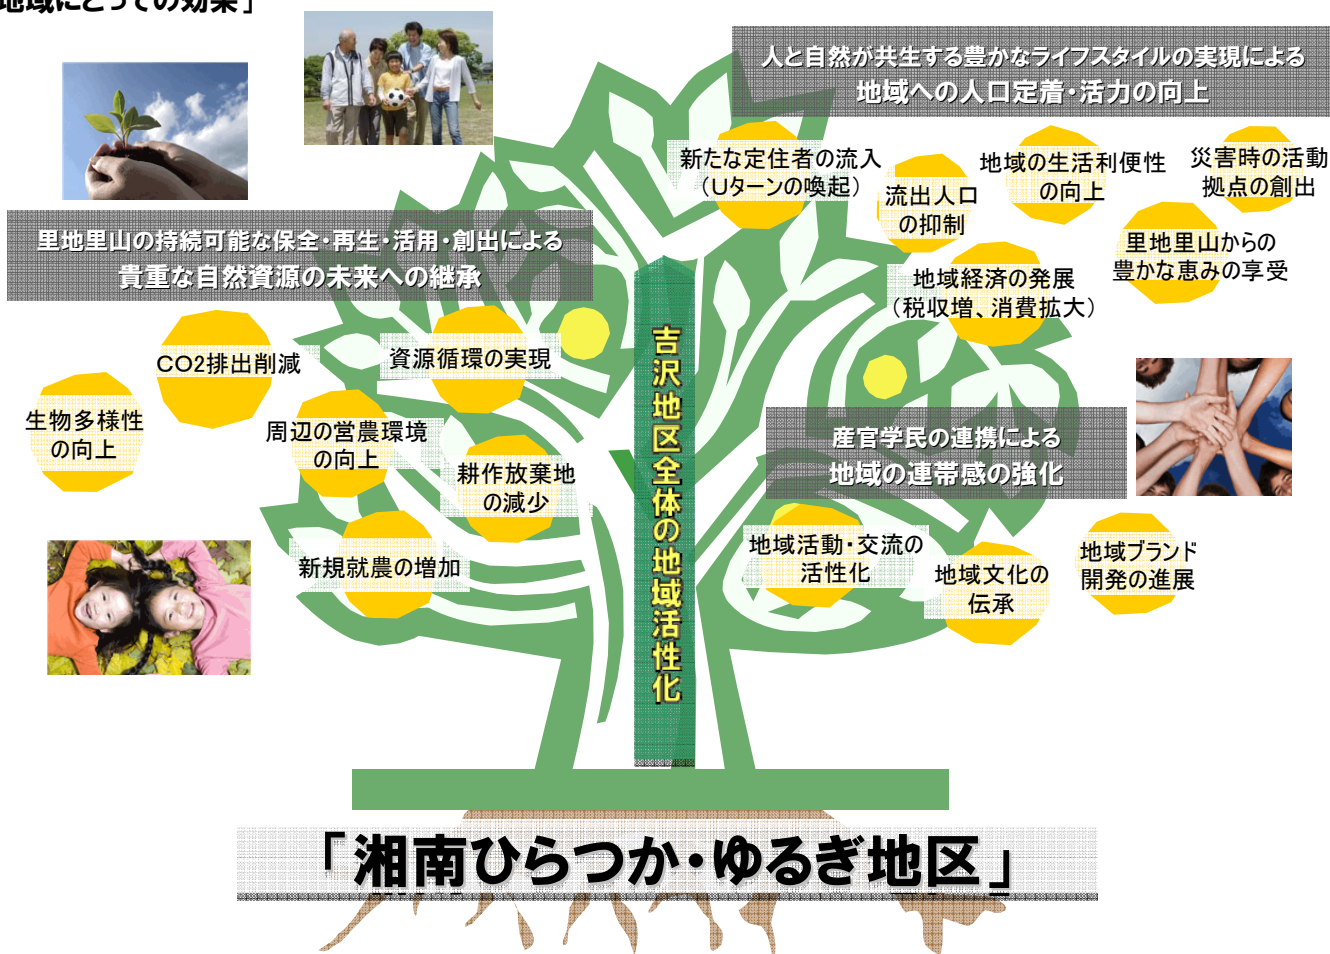 地域にとっての効果」
人と自然が共生する豊かなライフスタイルの実現による
地域への人口定着・活力の向上
新たな定住者の流入
（Uターンの喚起）
流出人口
の抑制
地域の生活利便性
の向上
災害時の活動
拠点の創出
里地里山からの
豊かな恵みの享受
地域経済の発展
（税収増、消費拡大）
里地里山の持続可能な保全・再生・活用・創出による
貴重な自然資源の未来への継承
CO2排出削減
資源循環の実現
生物多様性
の向上
周辺の営農環境
の向上
耕作放棄地
の減少
新規就農の増加
吉沢地区全体の地域活性化
産官学民の連携による
地域の連帯感の強化
地域活動・交流の
活性化
地域文化の
伝承
地域ブランド
開発の進展
「湘南ひらつか・ゆるぎ地区」